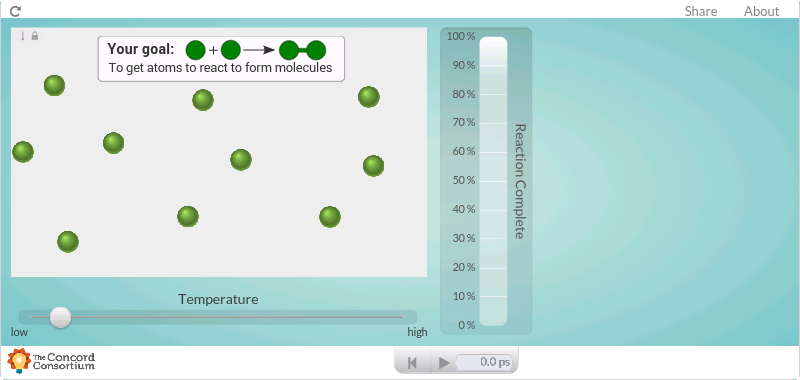 Share About
Your goal: + 
To get atoms to react to form molecules
100 %
90 %
80 %
70 %
60 %
50 %
40 %
30 %
20 %
10 %
0 %
Reaction Complete
Temperature
low high
The Concord
Consortium
0.0 ps